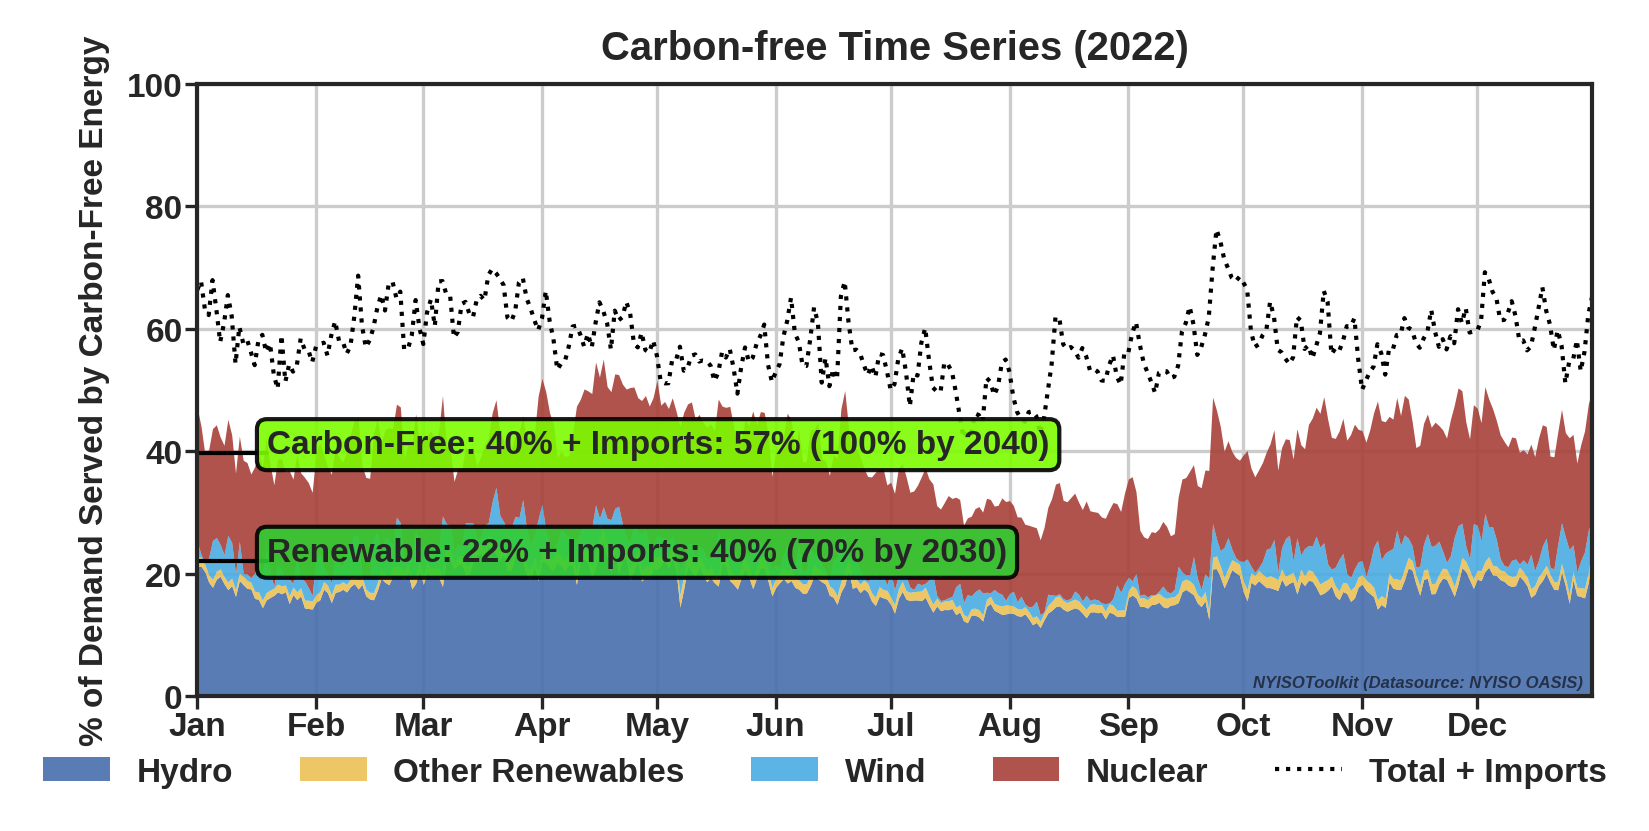 Carbon-free Time Series (2022)
% of Demand Served by Carbon-Free Energy
100
80
60
40
20
0
Carbon-Free: 40% + Imports: 57% (100% by 2040)
Renewable: 22% + Imports: 40% (70% by 2030)
NYISOToolkit (Datasource: NYISO OASIS)
Jan Feb Mar Apr May Jun Jul Aug Sep Oct Nov Dec
Hydro Other Renewables Wind Nuclear Total + Imports